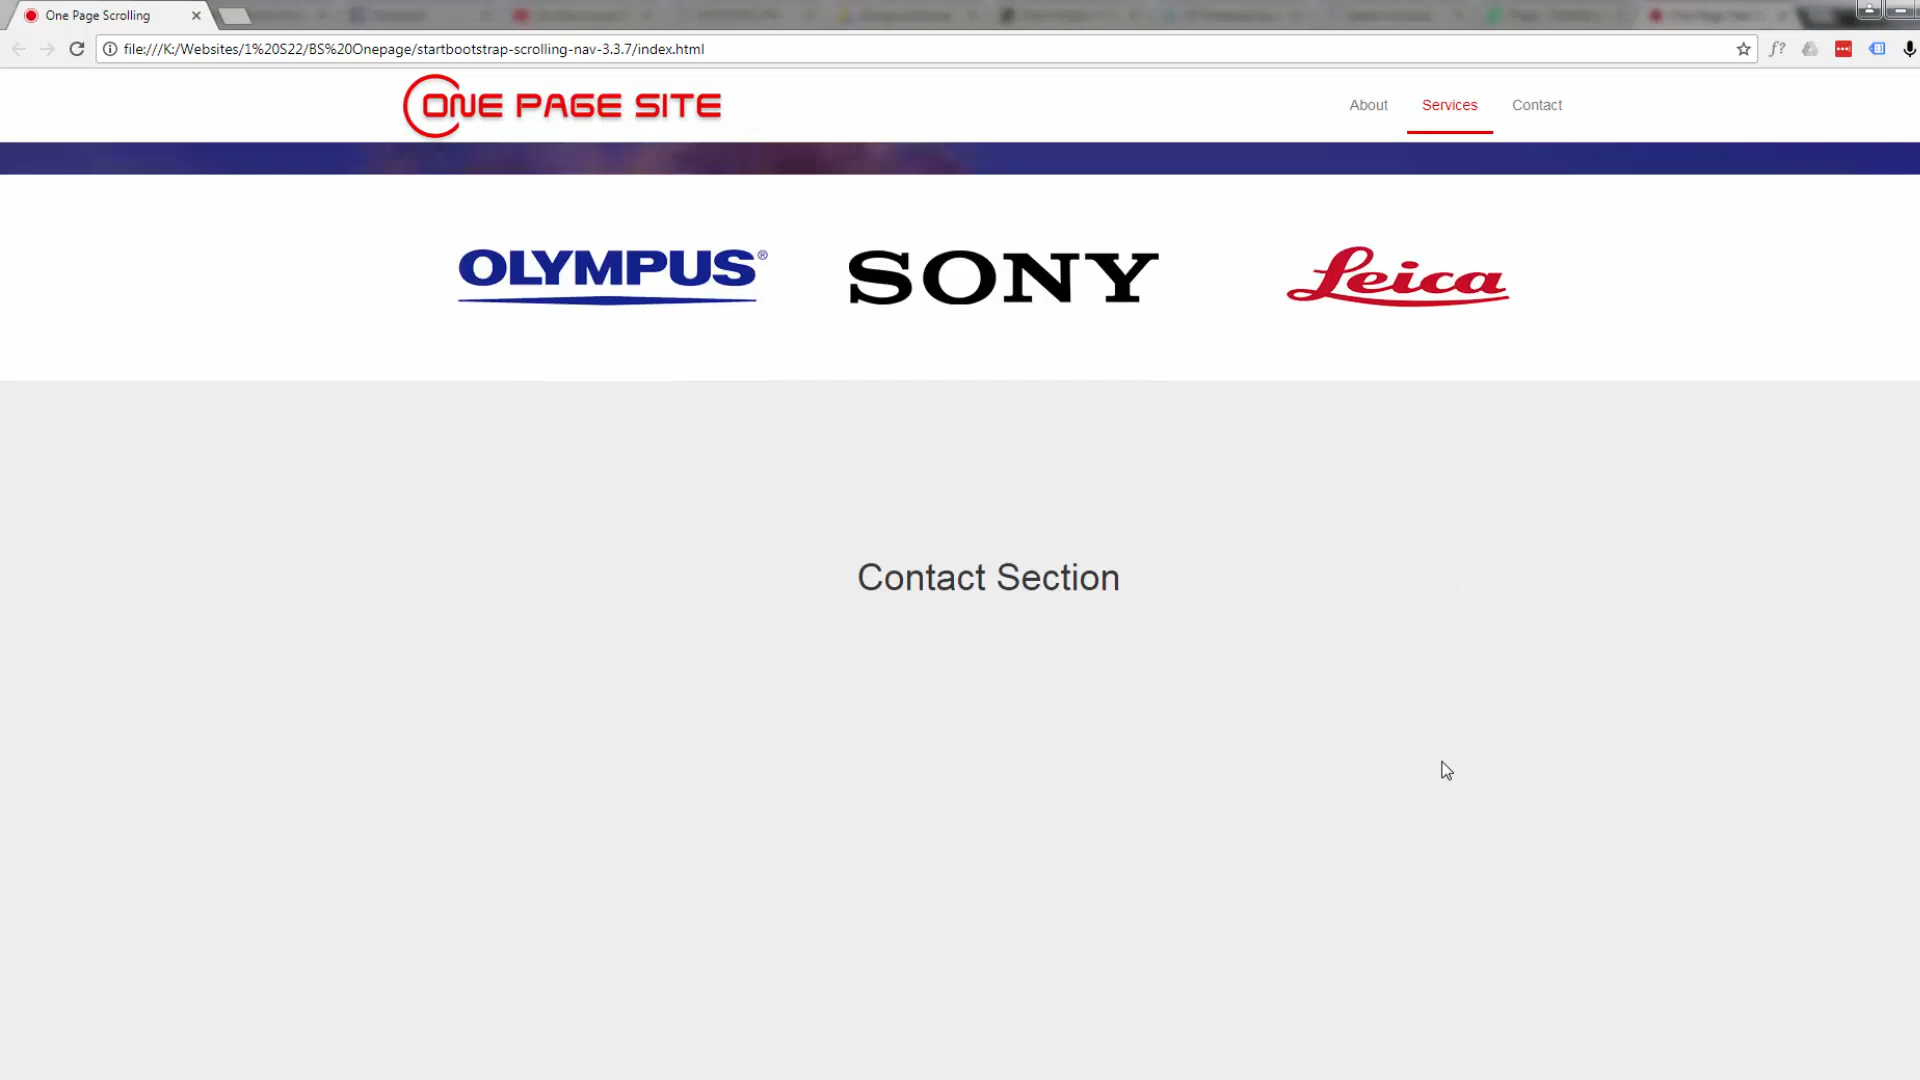 One Page Scrolling
file:///K:/Websites/1%20S22/BS%20Onepage/startbootstrap-scrolling-nav-3.3.7/index.html
f?
ONE PAGE SITE
About
Services
Contact
OLYMPUS®
SONY
Leica
Contact Section